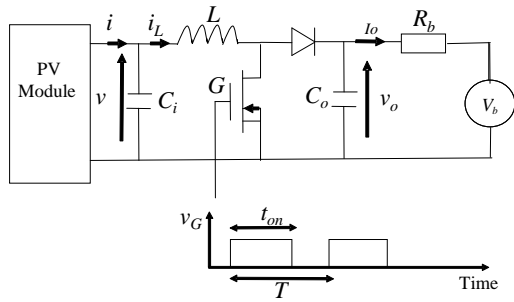 i
i_L
L
I_o
R_b
PV
Module
v
C_i
G
C_o
v_o
V_b
v_G
t_on
T
Time